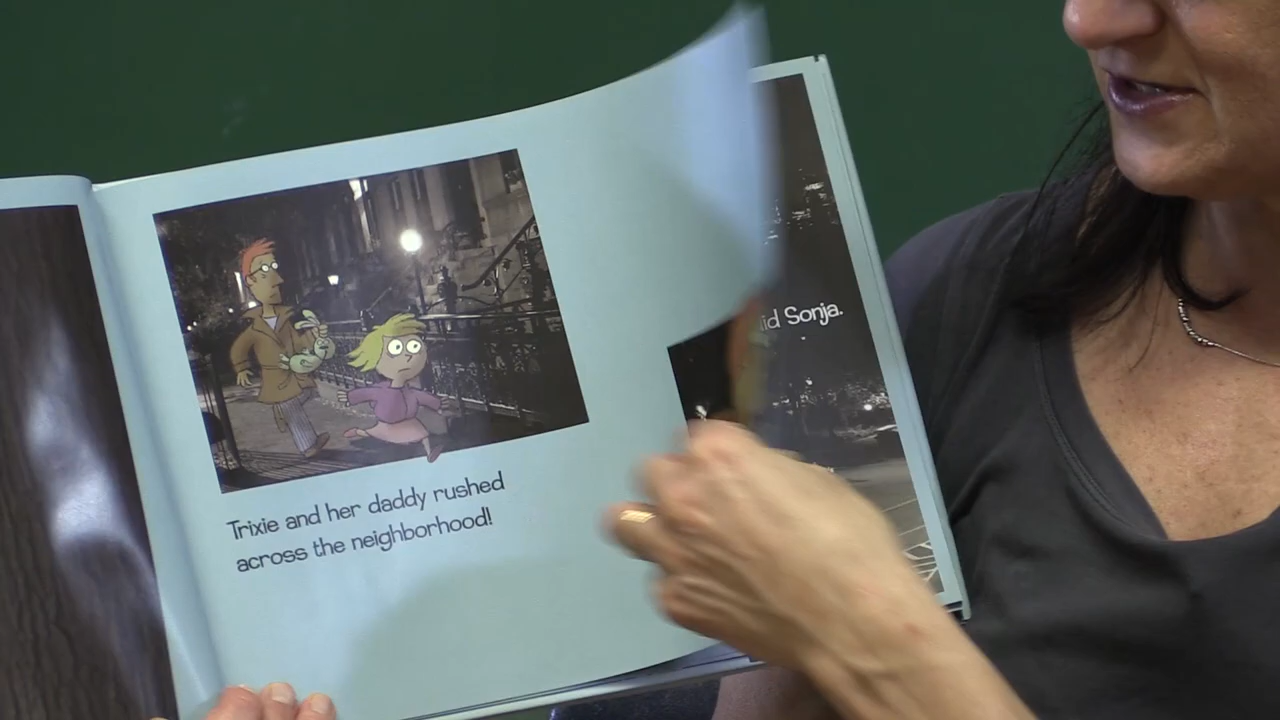 Trixie and her daddy rushed
across the neighborhood!
Sonja.